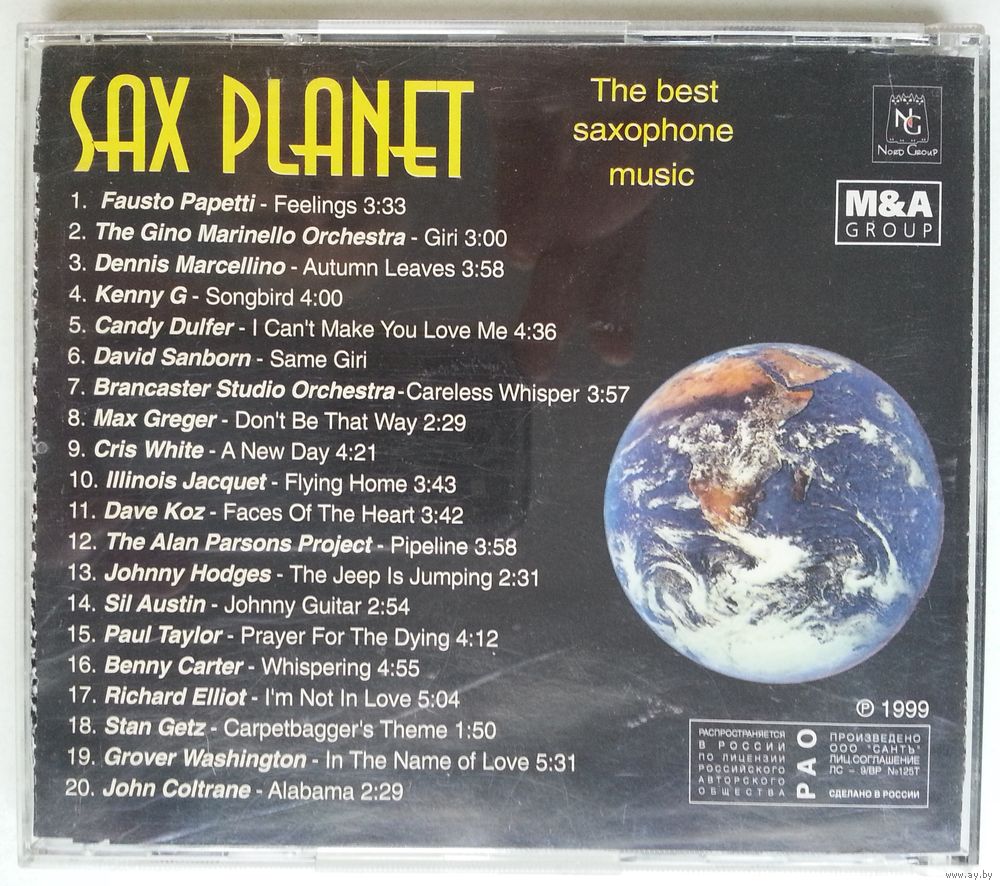 SAX PLANET
The best
saxophone
music
NG
NORD GROUP
M&A
GROUP
1. Fausto Papetti - Feelings 3:33
2. The Gino Marinello Orchestra - Giri 3:00
3. Dennis Marcellino - Autumn Leaves 3:58
4. Kenny G - Songbird 4:00
5. Candy Dulfer - I Can't Make You Love Me 4:36
6. David Sanborn - Same Giri
7. Brancaster Studio Orchestra-Careless Whisper 3:57
8. Max Greger - Don't Be That Way 2:29
9. Cris White - A New Day 4:21
10. Illinois Jacquet - Flying Home 3:43
11. Dave Koz - Faces Of The Heart 3:42
12. The Alan Parsons Project - Pipeline 3:58
13. Johnny Hodges - The Jeep Is Jumping 2:31
14. Sil Austin - Johnny Guitar 2:54
15. Paul Taylor - Prayer For The Dying 4:12
16. Benny Carter - Whispering 4:55
17. Richard Elliot - I'm Not In Love 5:04
18. Stan Getz - Carpetbagger's Theme 1:50
19. Grover Washington - In The Name of Love 5:31
20. John Coltrane - Alabama 2:29
℗ 1999
РАСПРОСТРАНЯЕТСЯ
В РОССИИ
ПО ЛИЦЕНЗИИ
РОССИЙСКОГО
АВТОРСКОГО
ОБЩЕСТВА
РАО
ПРОИЗВЕДЕНО
ООО "САНТЪ"
ЛИЦ.СОГЛАШЕНИЕ
ЛС - 9/ВР №125Т
СДЕЛАНО В РОССИИ
www.ay.by